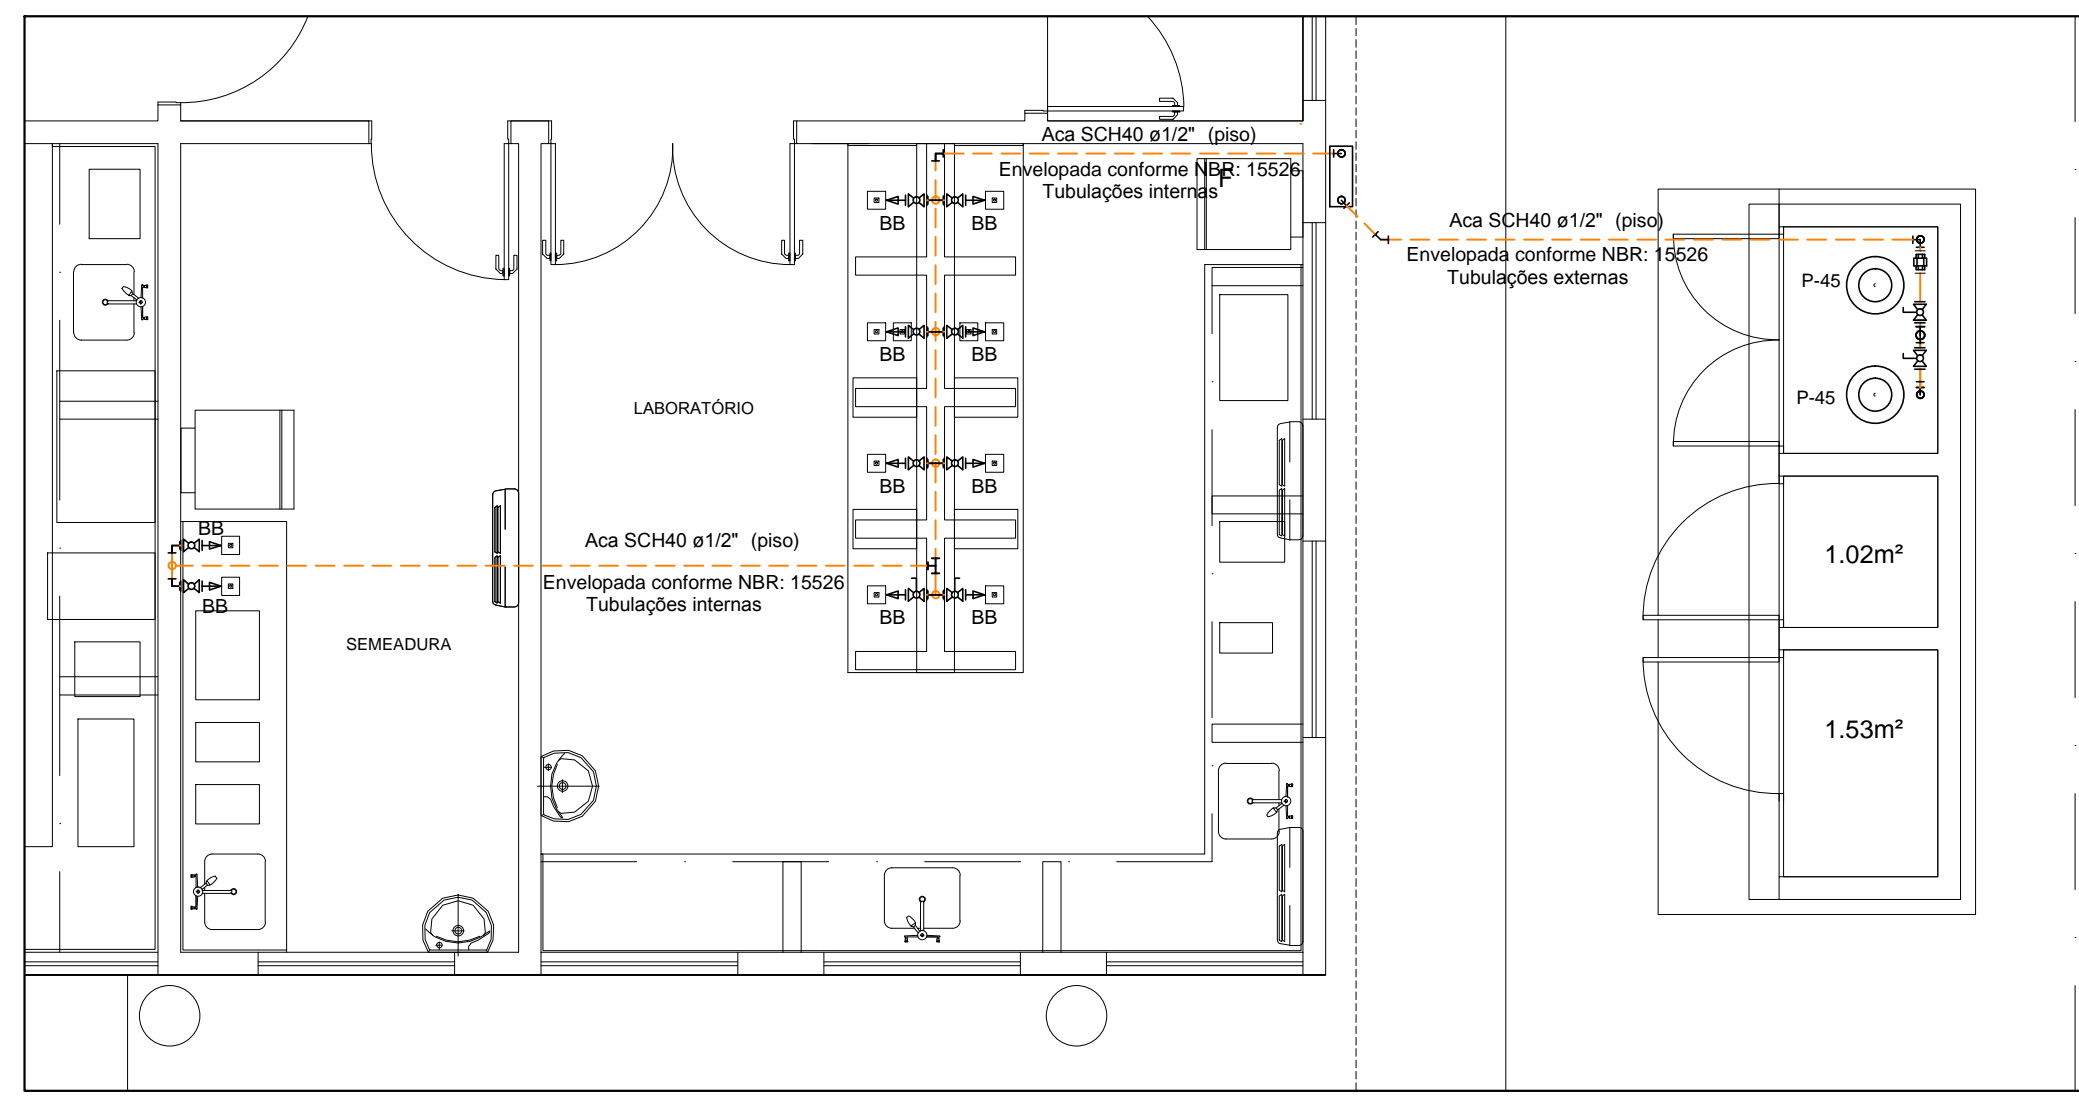 Aca SCH40 ø1/2" (piso)
Envelopada conforme NBR: 15526
Tubulações internas
F
BB
BB
Aca SCH40 ø1/2" (piso)
Envelopada conforme NBR: 15526
Tubulações externas
P-45
BB
BB
P-45
LABORATÓRIO
BB
BB
BB
Aca SCH40 ø1/2" (piso)
Envelopada conforme NBR: 15526
Tubulações internas
BB
BB
BB
SEMEADURA
1.02m²
1.53m²